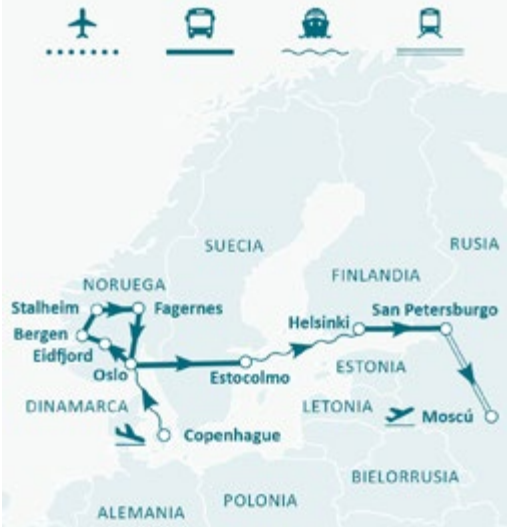 SUECIA
RUSIA
FINLANDIA
NORUEGA
Stalheim
Fagernes
San Petersburgo
Helsinki
Bergen
Eidfjord
Oslo
Estocolmo
ESTONIA
DINAMARCA
LETONIA
Moscú
Copenhague
BIELORRUSIA
POLONIA
ALEMANIA